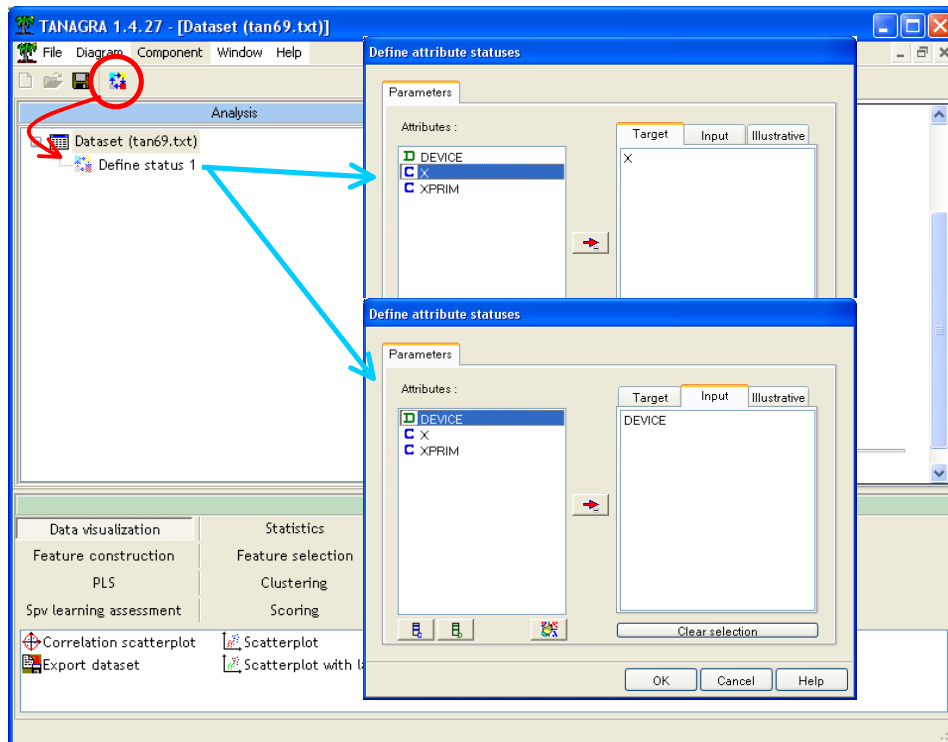 TANAGRA 1.4.27 - [Dataset (tan69.txt)]
File Diagram Component Window Help
Analysis
Dataset (tan69.txt)
Define status 1
Define attribute statuses
Parameters
Attributes :
Target Input Illustrative
D DEVICE
C X
C XPRIM
X
Define attribute statuses
Parameters
Attributes :
Target Input Illustrative
D DEVICE
C X
C XPRIM
DEVICE
Clear selection
OK Cancel Help
Data visualization Statistics
Feature construction Feature selection
PLS Clustering
Spv learning assessment Scoring
Correlation scatterplot Scatterplot
Export dataset Scatterplot with